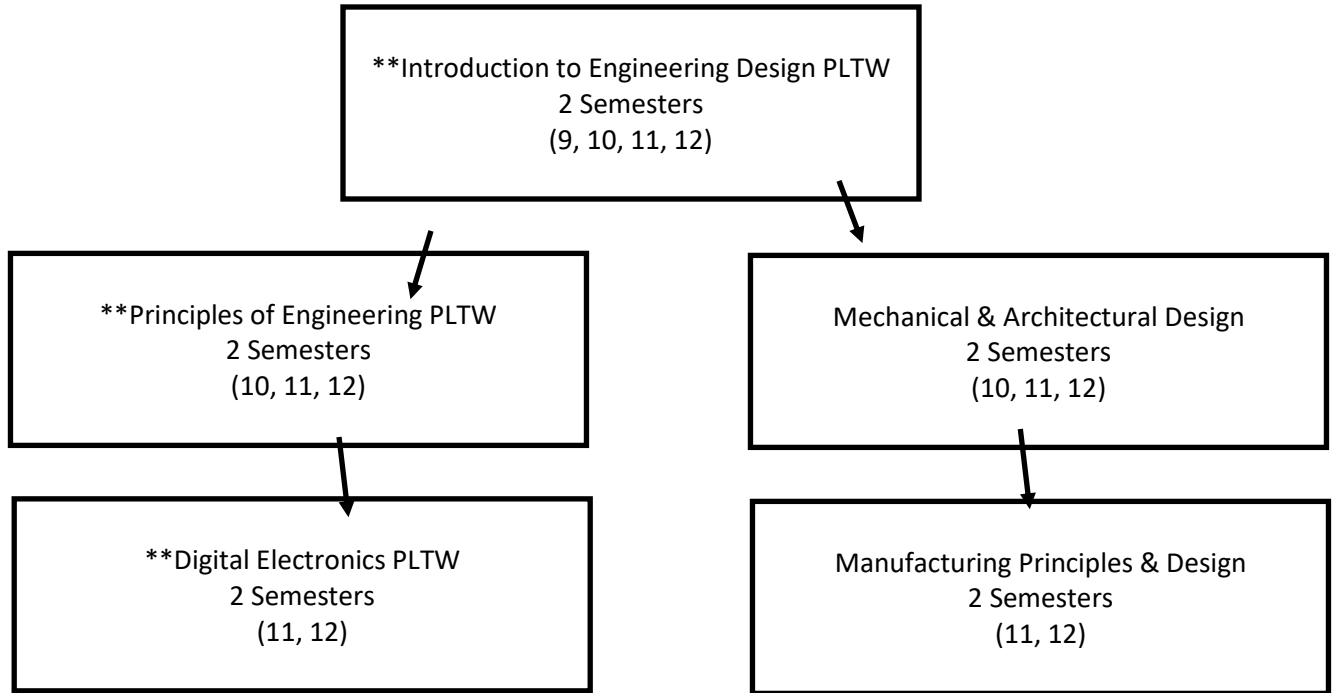 **Introduction to Engineering Design PLTW
2 Semesters
(9, 10, 11, 12)
**Principles of Engineering PLTW
2 Semesters
(10, 11, 12)
Mechanical & Architectural Design
2 Semesters
(10, 11, 12)
**Digital Electronics PLTW
2 Semesters
(11, 12)
Manufacturing Principles & Design
2 Semesters
(11, 12)